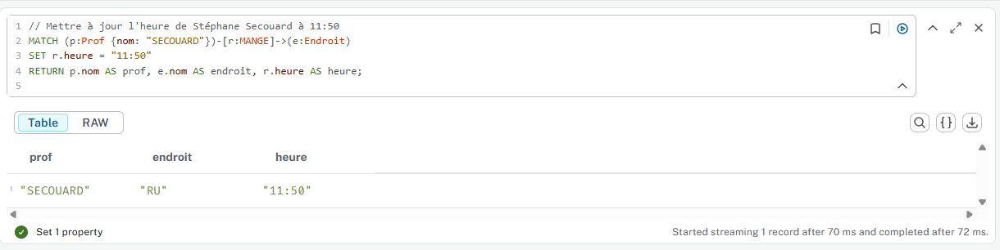 1 // Mettre à jour l'heure de Stéphane Secouard à 11:50
2 MATCH (p:Prof {nom: "SECOUARD"})-[r:MANGE]->(e:Endroit)
3 SET r.heure = "11:50"
4 RETURN p.nom AS prof, e.nom AS endroit, r.heure AS heure;
5
Table RAW
prof endroit heure
1 "SECOUARD" "RU" "11:50"
Set 1 property Started streaming 1 record after 70 ms and completed after 72 ms.